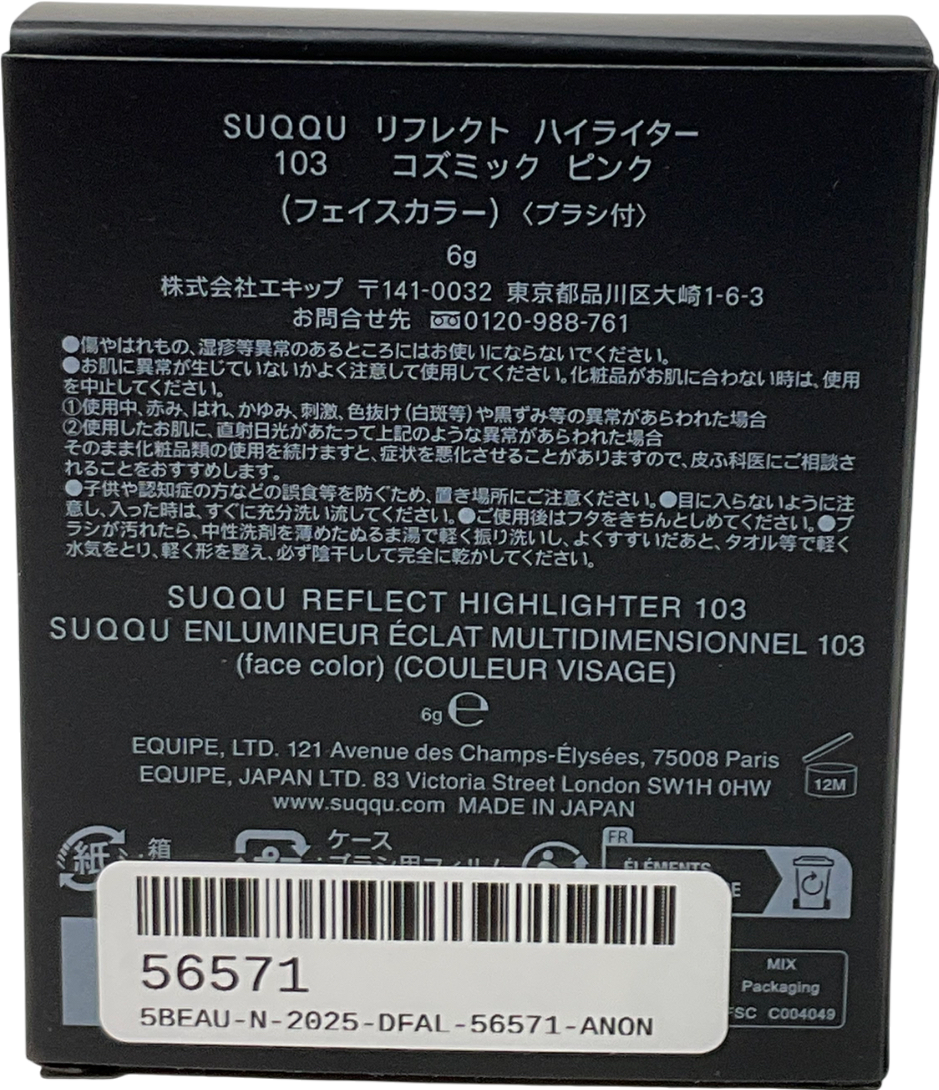 SUQQU リフレクト ハイライター
103 コズミック ピンク
(フェイスカラー)〈ブラシ付〉
6g
株式会社エキップ 〒141-0032 東京都品川区大崎1-6-3
お問合せ先 0120-988-761
●傷やはれもの、湿疹等異常のあるところにはお使いにならないでください。
●お肌に異常が生じていないかよく注意して使用してください。化粧品がお肌に合わない時は、使用
を中止してください。
①使用中、赤み、はれ、かゆみ、刺激、色抜け(白斑等)や黒ずみ等の異常があらわれた場合
②使用したお肌に、直射日光があたって上記のような異常があらわれた場合
そのまま化粧品類の使用を続けますと、症状を悪化させることがありますので、皮ふ科医にご相談さ
れることをおすすめします。
●子供や認知症の方などの誤食等を防ぐため、置き場所にご注意ください。●目に入らないように注
意し、入った時は、すぐに充分洗い流してください。●ご使用後はフタをきちんとしめてください。●ブ
ラシが汚れたら、中性洗剤を薄めたぬるま湯で軽く振り洗いし、よくすすいだあと、タオル等で軽く
水気をとり、軽く形を整え、必ず陰干しして完全に乾かしてください。
SUQQU REFLECT HIGHLIGHTER 103
SUQQU ENLUMINEUR ÉCLAT MULTIDIMENSIONNEL 103
(face color) (COULEUR VISAGE)
6g e
EQUIPE, LTD. 121 Avenue des Champs-Élysées, 75008 Paris
EQUIPE, JAPAN LTD. 83 Victoria Street London SW1H 0HW
www.suqqu.com MADE IN JAPAN
12M
紙 箱
ケース
ブラシ用フィルム
FR
ÉLÉMENTS
MIX
Packaging
FSC C004049
56571
5BEAU-N-2025-DFAL-56571-ANON